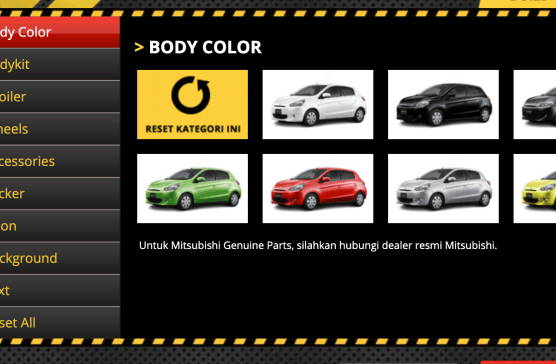 dy Color
dykit
oiler
heels
cessories
cker
on
ckground
xt
set All
> BODY COLOR
RESET KATEGORI INI
Untuk Mitsubishi Genuine Parts, silahkan hubungi dealer resmi Mitsubishi.